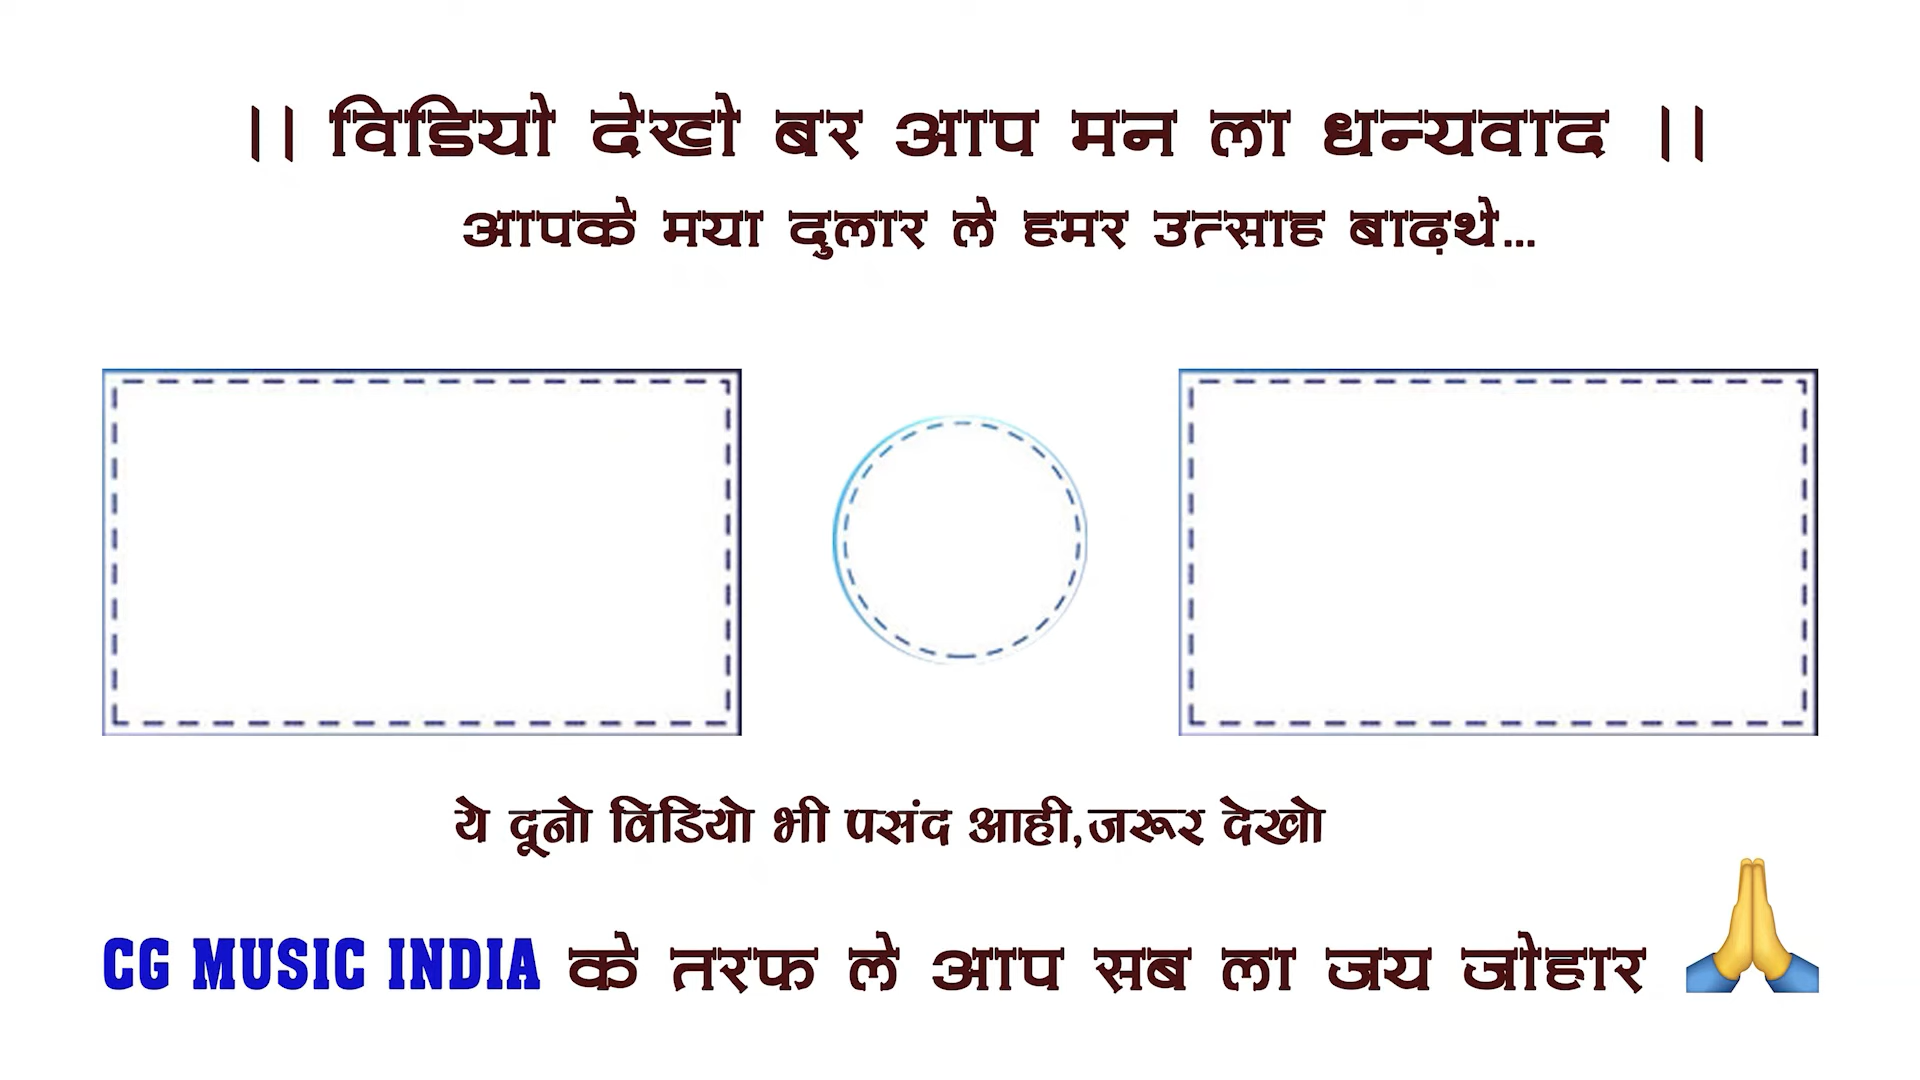 ।। विडियो देखो बर आप मन ला धन्यवाद ।।
आपके मया दुलार ले हमर उत्साह बाढ़थे...
ये दूनो विडियो भी पसंद आही,जरूर देखो
CG MUSIC INDIA के तरफ ले आप सब ला जय जोहार